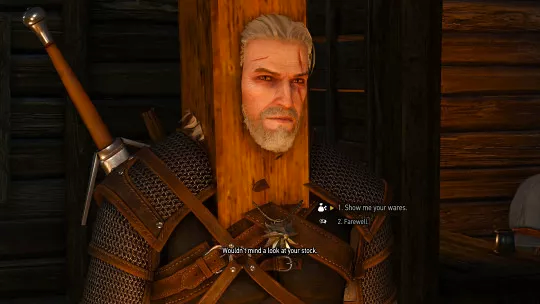 1. Show me your wares.
2. Farewell.
Wouldn't mind a look at your stock.